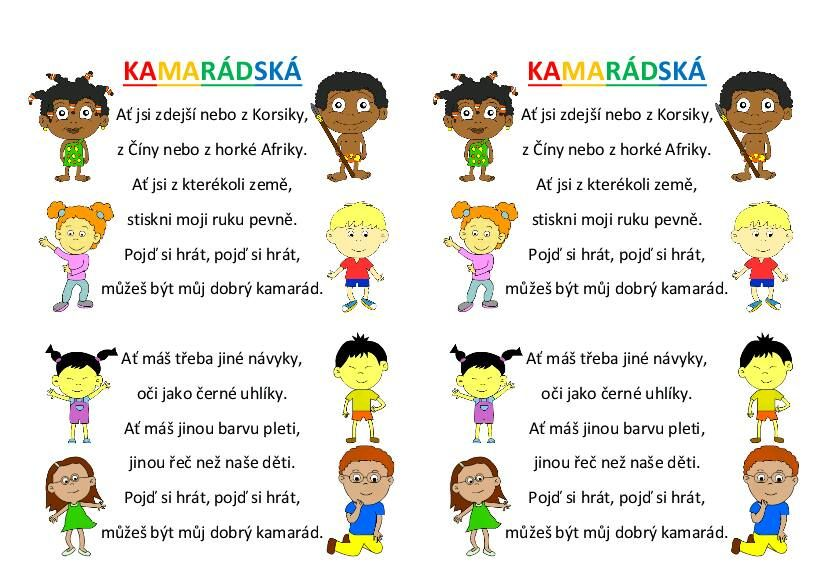 KAMARÁDSKÁ
Ať jsi zdejší nebo z Korsiky,
z Číny nebo z horké Afriky.
Ať jsi z kterékoli země,
stiskni moji ruku pevně.
Pojď si hrát, pojď si hrát,
můžeš být můj dobrý kamarád.
Ať máš třeba jiné návyky,
oči jako černé uhlíky.
Ať máš jinou barvu pleti,
jinou řeč než naše děti.
Pojď si hrát, pojď si hrát,
můžeš být můj dobrý kamarád.
KAMARÁDSKÁ
Ať jsi zdejší nebo z Korsiky,
z Číny nebo z horké Afriky.
Ať jsi z kterékoli země,
stiskni moji ruku pevně.
Pojď si hrát, pojď si hrát,
můžeš být můj dobrý kamarád.
Ať máš třeba jiné návyky,
oči jako černé uhlíky.
Ať máš jinou barvu pleti,
jinou řeč než naše děti.
Pojď si hrát, pojď si hrát,
můžeš být můj dobrý kamarád.